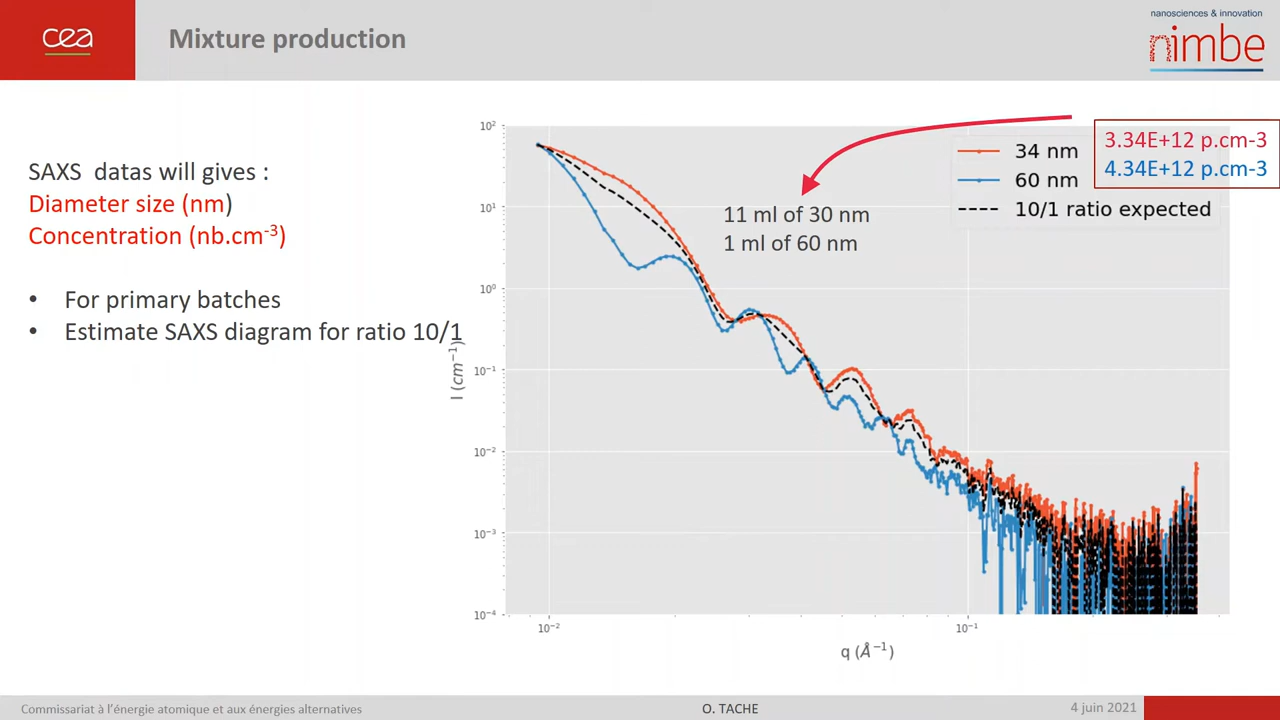 cea
Mixture production
nanosciences & innovation
nimbe
SAXS datas will gives :
Diameter size (nm)
Concentration (nb.cm-3)
• For primary batches
• Estimate SAXS diagram for ratio 10/1
34 nm
60 nm
10/1 ratio expected
3.34E+12 p.cm-3
4.34E+12 p.cm-3
11 ml of 30 nm
1 ml of 60 nm
10²
10¹
10⁰
10⁻¹
10⁻²
10⁻³
10⁻⁴
I (cm⁻¹)
10⁻²
10⁻¹
q (Å⁻¹)
Commissariat à l’énergie atomique et aux énergies alternatives
O. TACHE
4 juin 2021